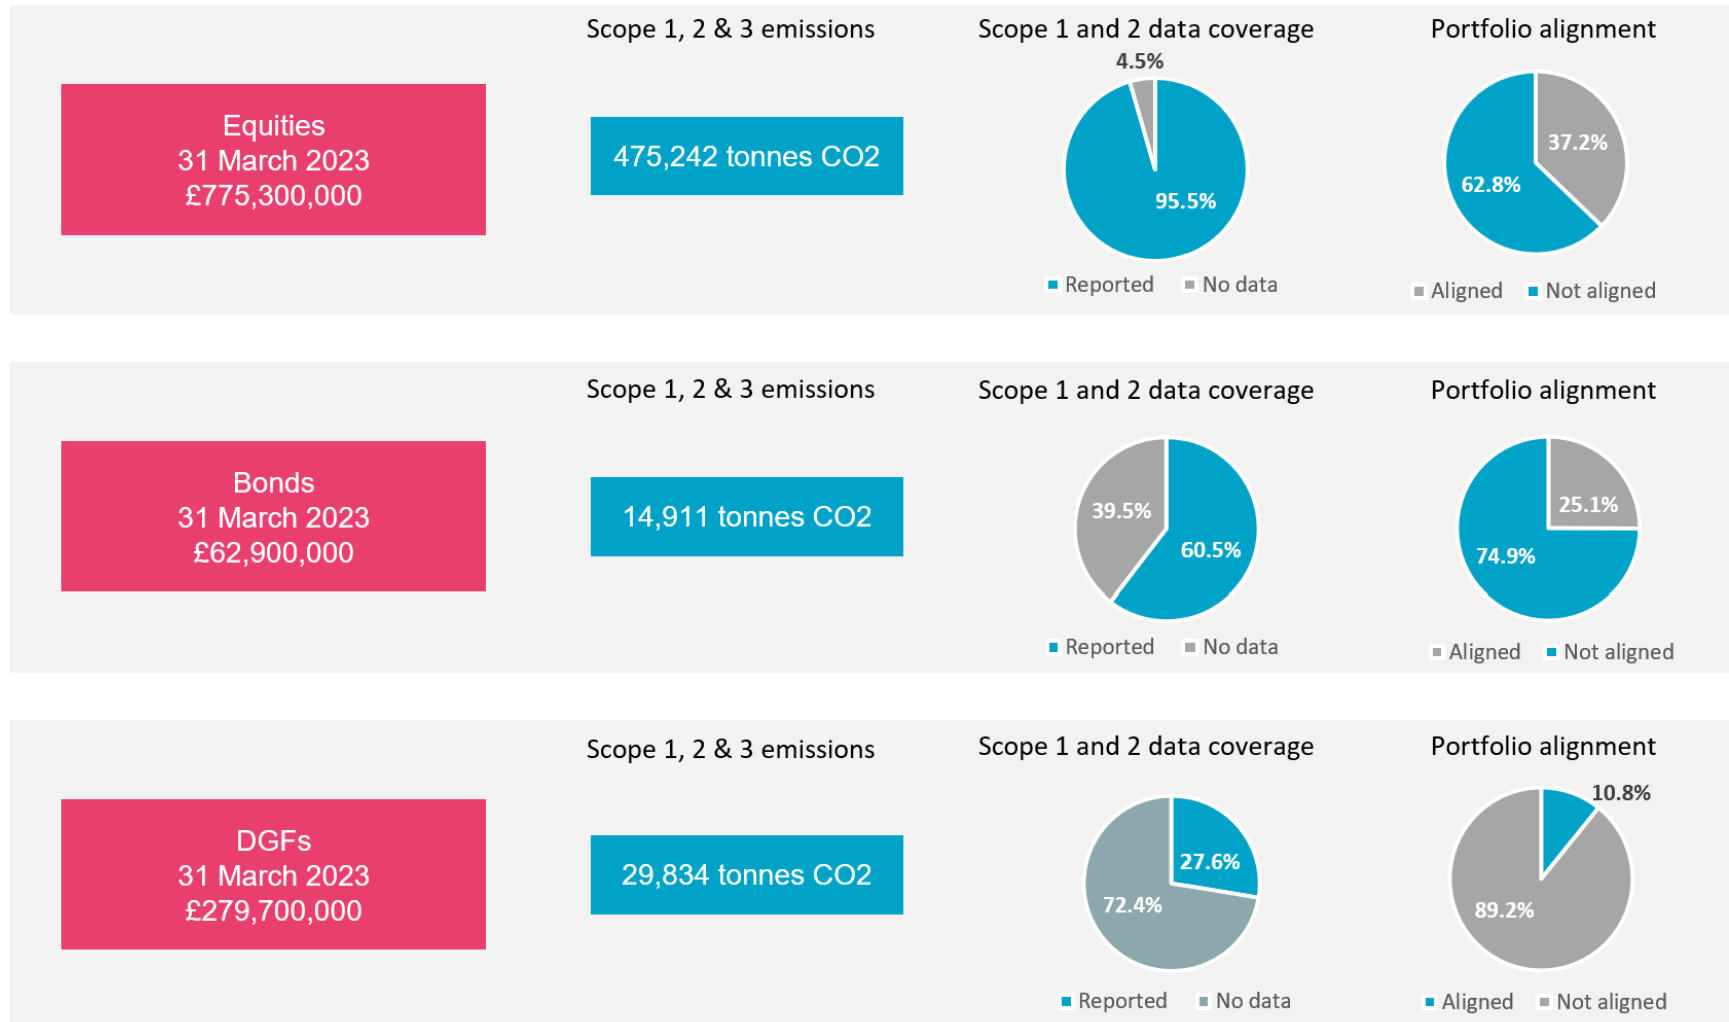 Scope 1, 2 & 3 emissions
Scope 1 and 2 data coverage
Portfolio alignment
Equities
31 March 2023
£775,300,000
475,242 tonnes CO2
4.5%
95.5%
Reported
No data
37.2%
62.8%
Aligned
Not aligned
Scope 1, 2 & 3 emissions
Scope 1 and 2 data coverage
Portfolio alignment
Bonds
31 March 2023
£62,900,000
14,911 tonnes CO2
39.5%
60.5%
Reported
No data
25.1%
74.9%
Aligned
Not aligned
Scope 1, 2 & 3 emissions
Scope 1 and 2 data coverage
Portfolio alignment
DGFs
31 March 2023
£279,700,000
29,834 tonnes CO2
27.6%
72.4%
Reported
No data
10.8%
89.2%
Aligned
Not aligned